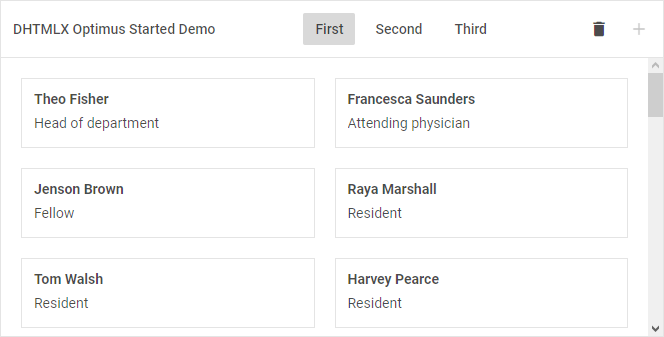 DHTMLX Optimus Started Demo First Second Third
Theo Fisher
Head of department
Francesca Saunders
Attending physician
Jenson Brown
Fellow
Raya Marshall
Resident
Tom Walsh
Resident
Harvey Pearce
Resident